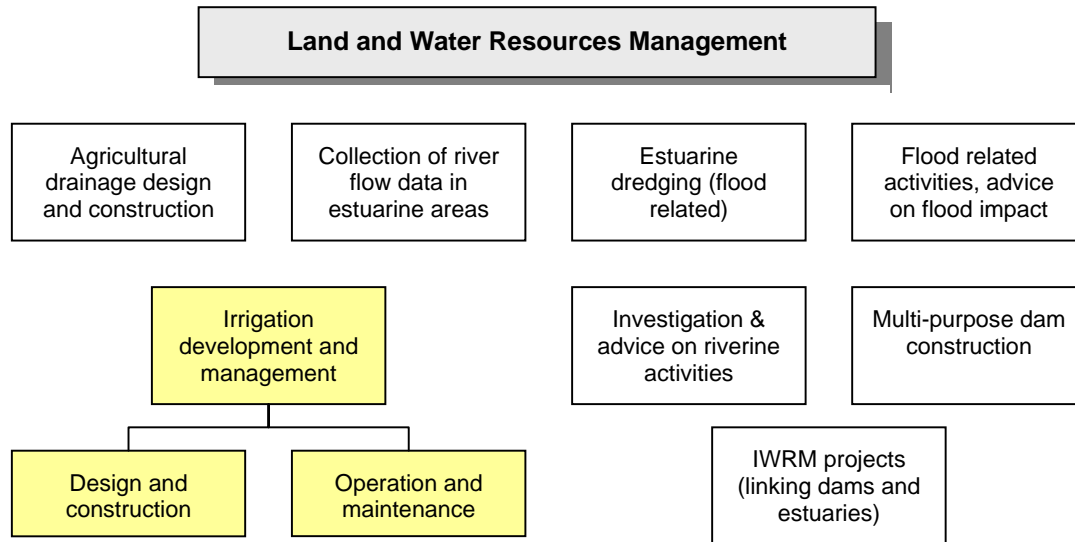 Land and Water Resources Management
Agricultural
drainage design
and construction
Collection of river
flow data in
estuarine areas
Estuarine
dredging (flood
related)
Flood related
activities, advice
on flood impact
Irrigation
development and
management
Investigation &
advice on riverine
activities
Multi-purpose dam
construction
Design and
construction
Operation and
maintenance
IWRM projects
(linking dams and
estuaries)